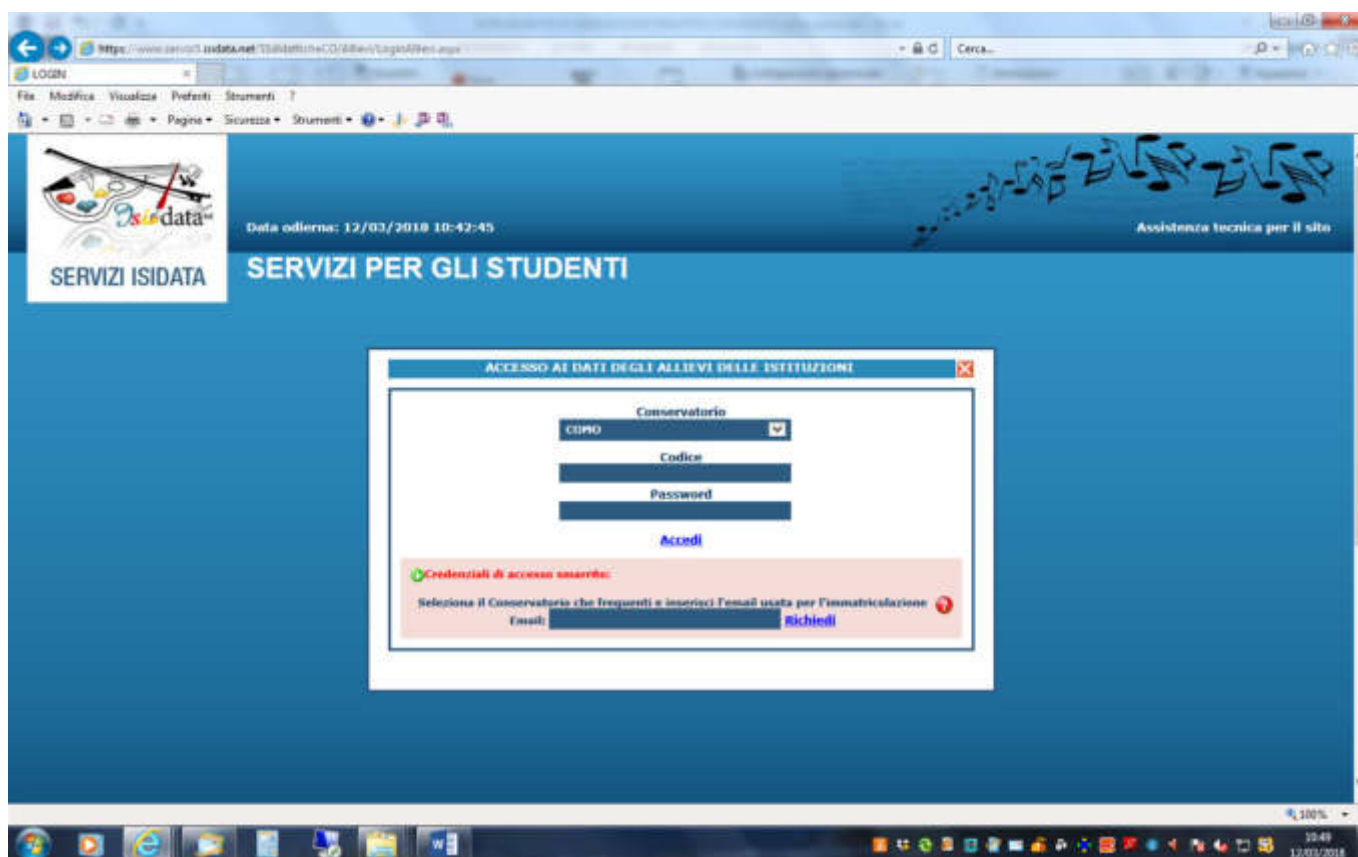 Cerca...
LOGIN
File Modifica Visualizza Preferiti Strumenti ?
Pagina Sicurezza Strumenti
Isidata
SERVIZI ISIDATA
Data odierna: 12/03/2018 10:42:45
Assistenza tecnica per il sito
SERVIZI PER GLI STUDENTI
ACCESSO AI DATI DEGLI ALLIEVI DELLE ISTITUZIONI
Conservatorio
COMO
Codice
Password
Accedi
Credenziali di accesso smarrite:
Seleziona il Conservatorio che frequenti e inserisci l'email usata per l'immatricolazione
Email: Richiedi
100%
10:49
12/03/2018